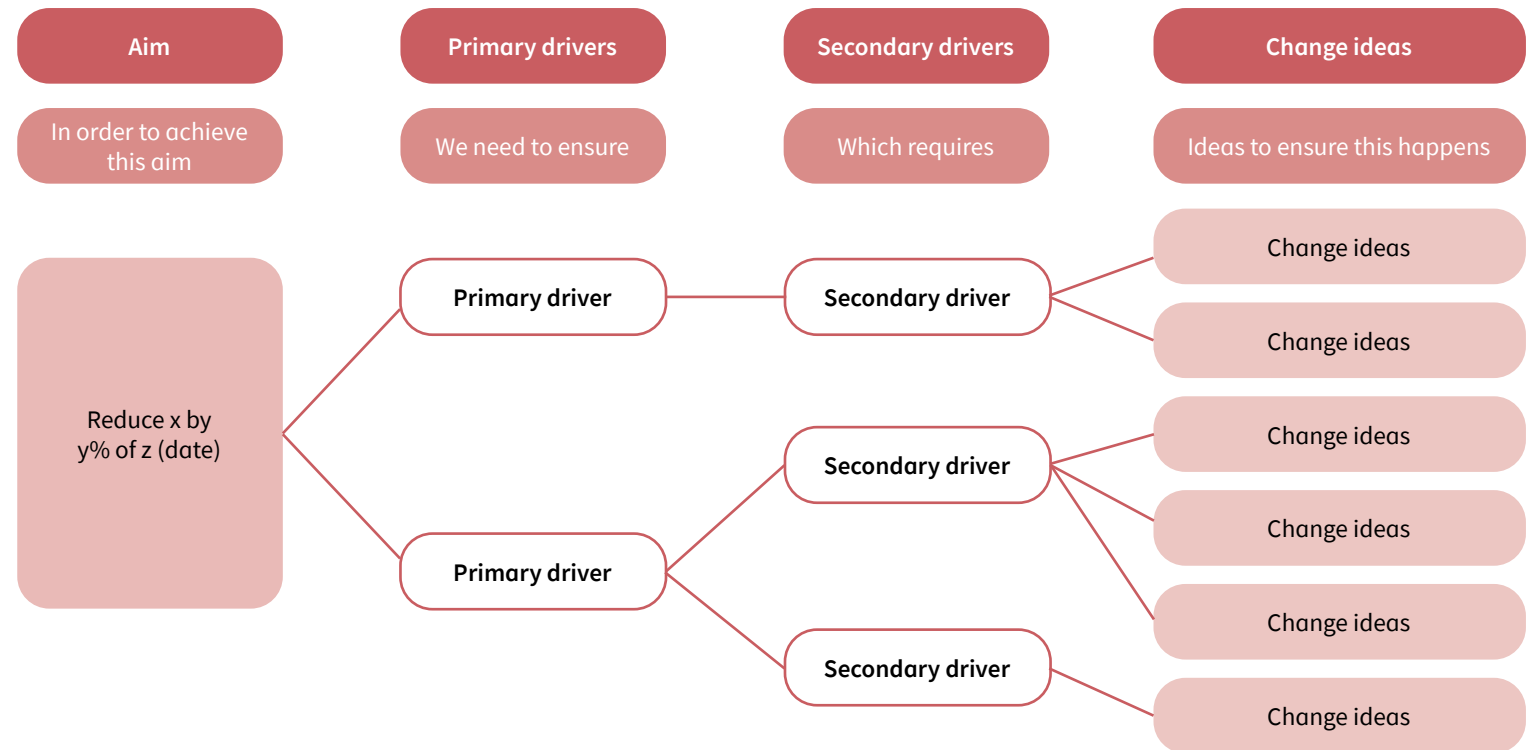 Aim
Primary drivers
Secondary drivers
Change ideas
In order to achieve
this aim
We need to ensure
Which requires
Ideas to ensure this happens
Reduce x by
y% of z (date)
Primary driver
Primary driver
Secondary driver
Secondary driver
Secondary driver
Change ideas
Change ideas
Change ideas
Change ideas
Change ideas
Change ideas